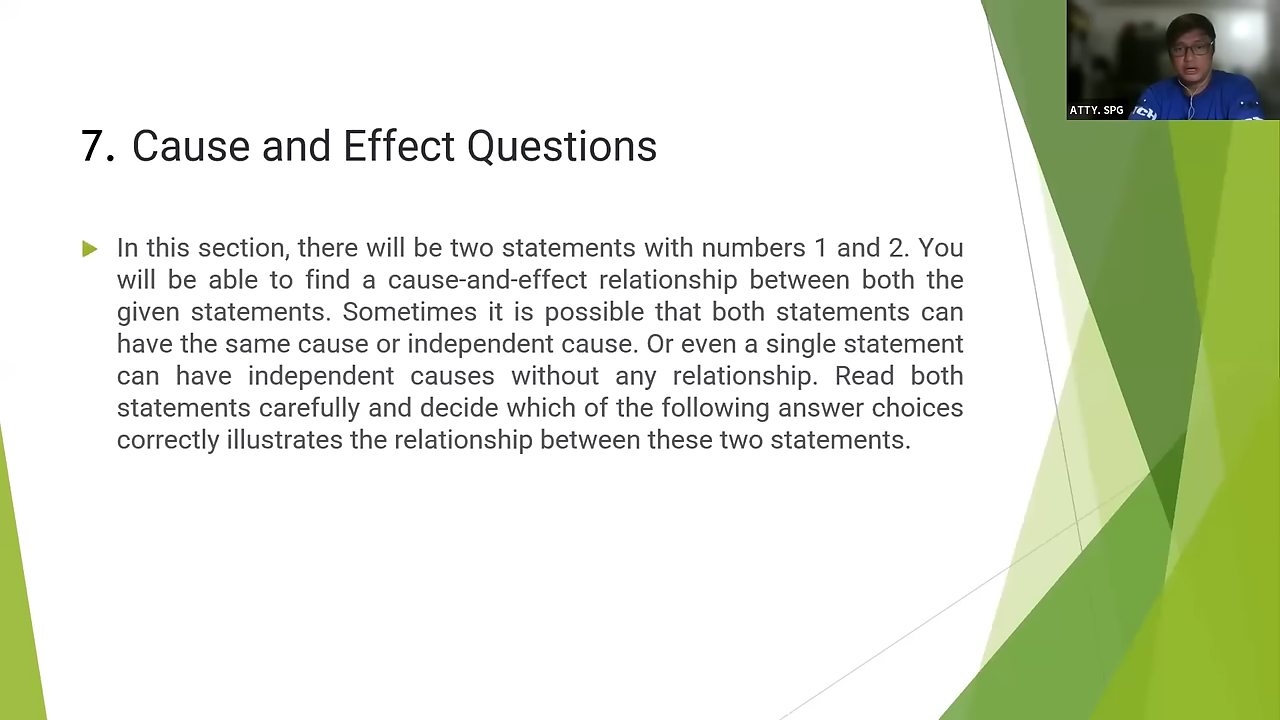 7. Cause and Effect Questions
ATTY. SPG
In this section, there will be two statements with numbers 1 and 2. You
will be able to find a cause-and-effect relationship between both the
given statements. Sometimes it is possible that both statements can
have the same cause or independent cause. Or even a single statement
can have independent causes without any relationship. Read both
statements carefully and decide which of the following answer choices
correctly illustrates the relationship between these two statements.